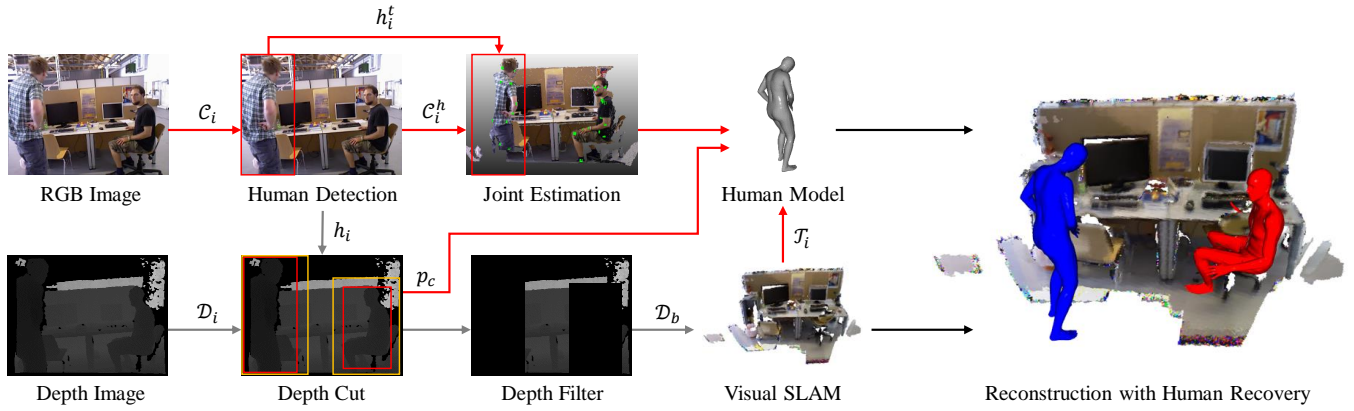 h_i^t
C_i
C_i^h
RGB Image
Human Detection
Joint Estimation
Human Model
h_i
p_c
T_i
D_i
D_b
Depth Image
Depth Cut
Depth Filter
Visual SLAM
Reconstruction with Human Recovery